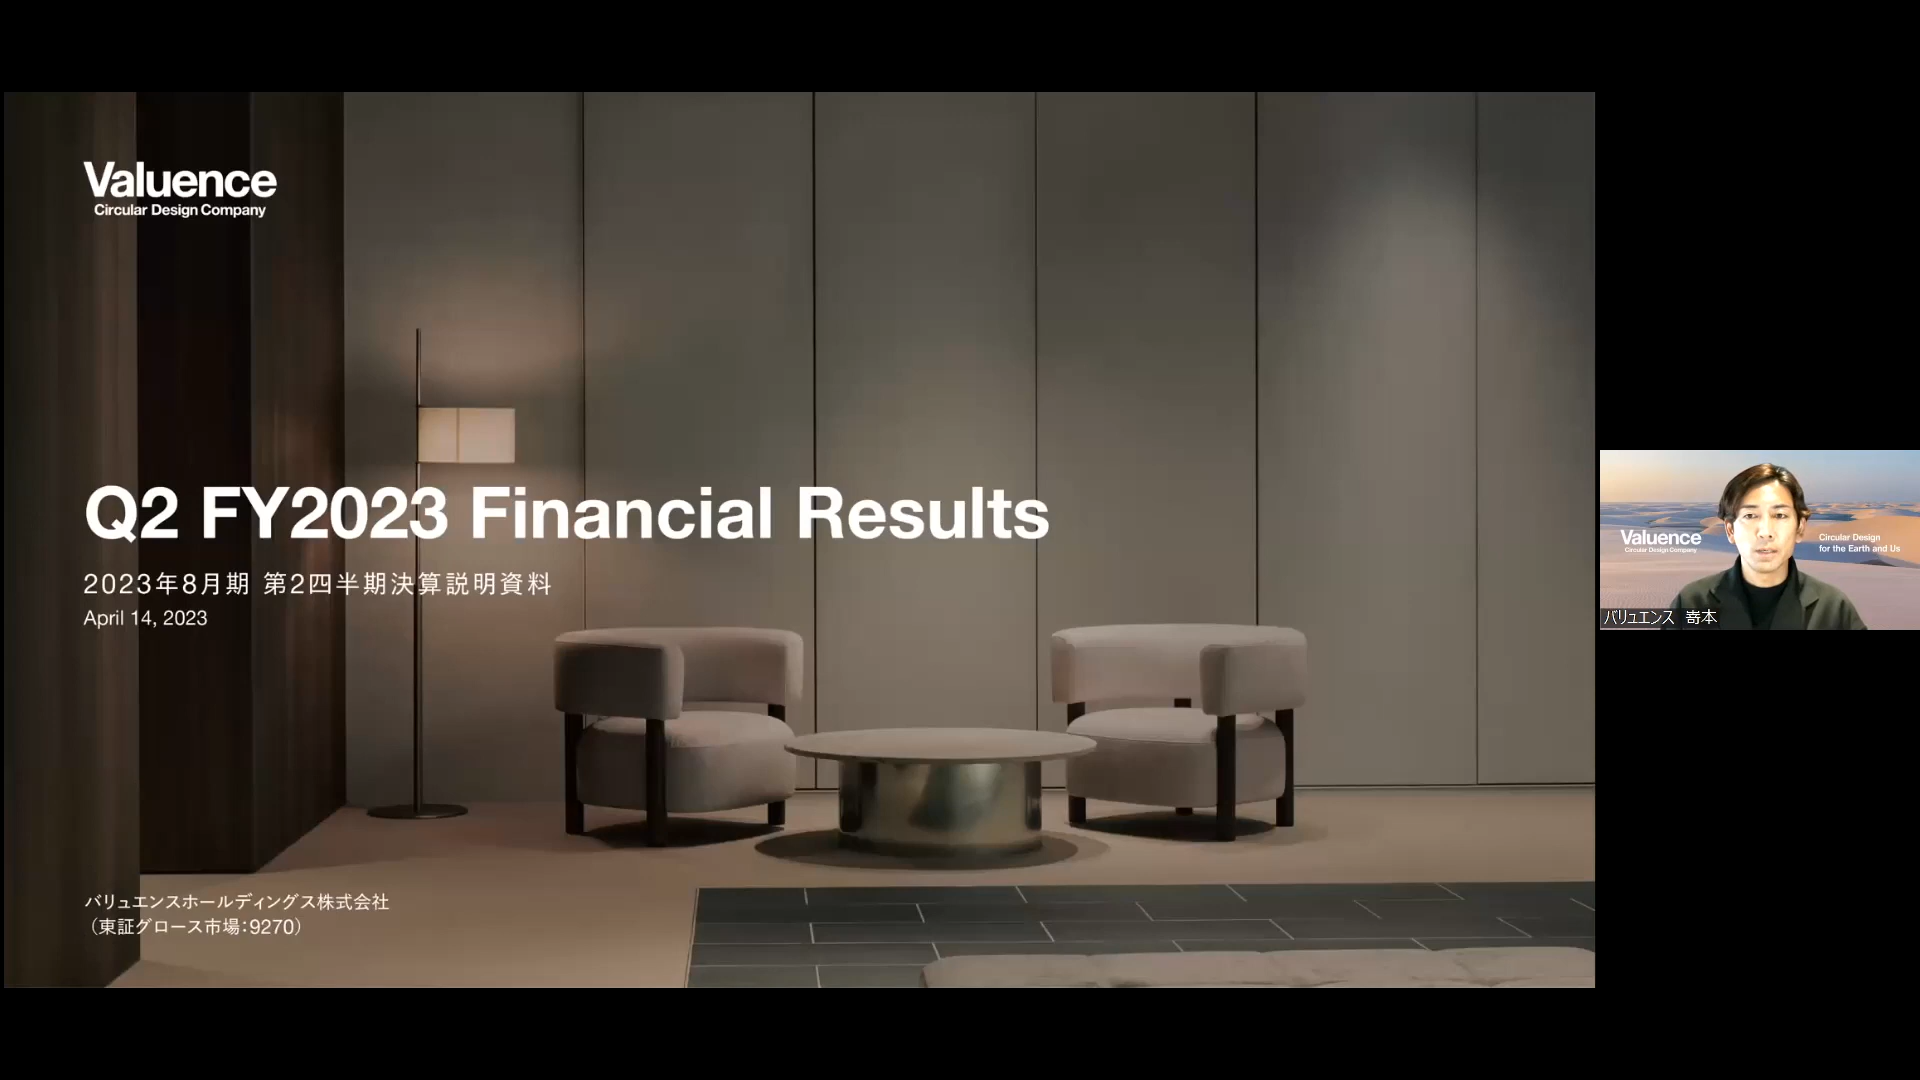 Valuence
Circular Design Company
Q2 FY2023 Financial Results
2023年8月期 第2四半期決算説明資料
April 14, 2023
バリュエンスホールディングス株式会社
（東証グロース市場：9270）
Valuence
Circular Design Company
Circular Design
for the Earth and Us
バリュエンス 嵜本